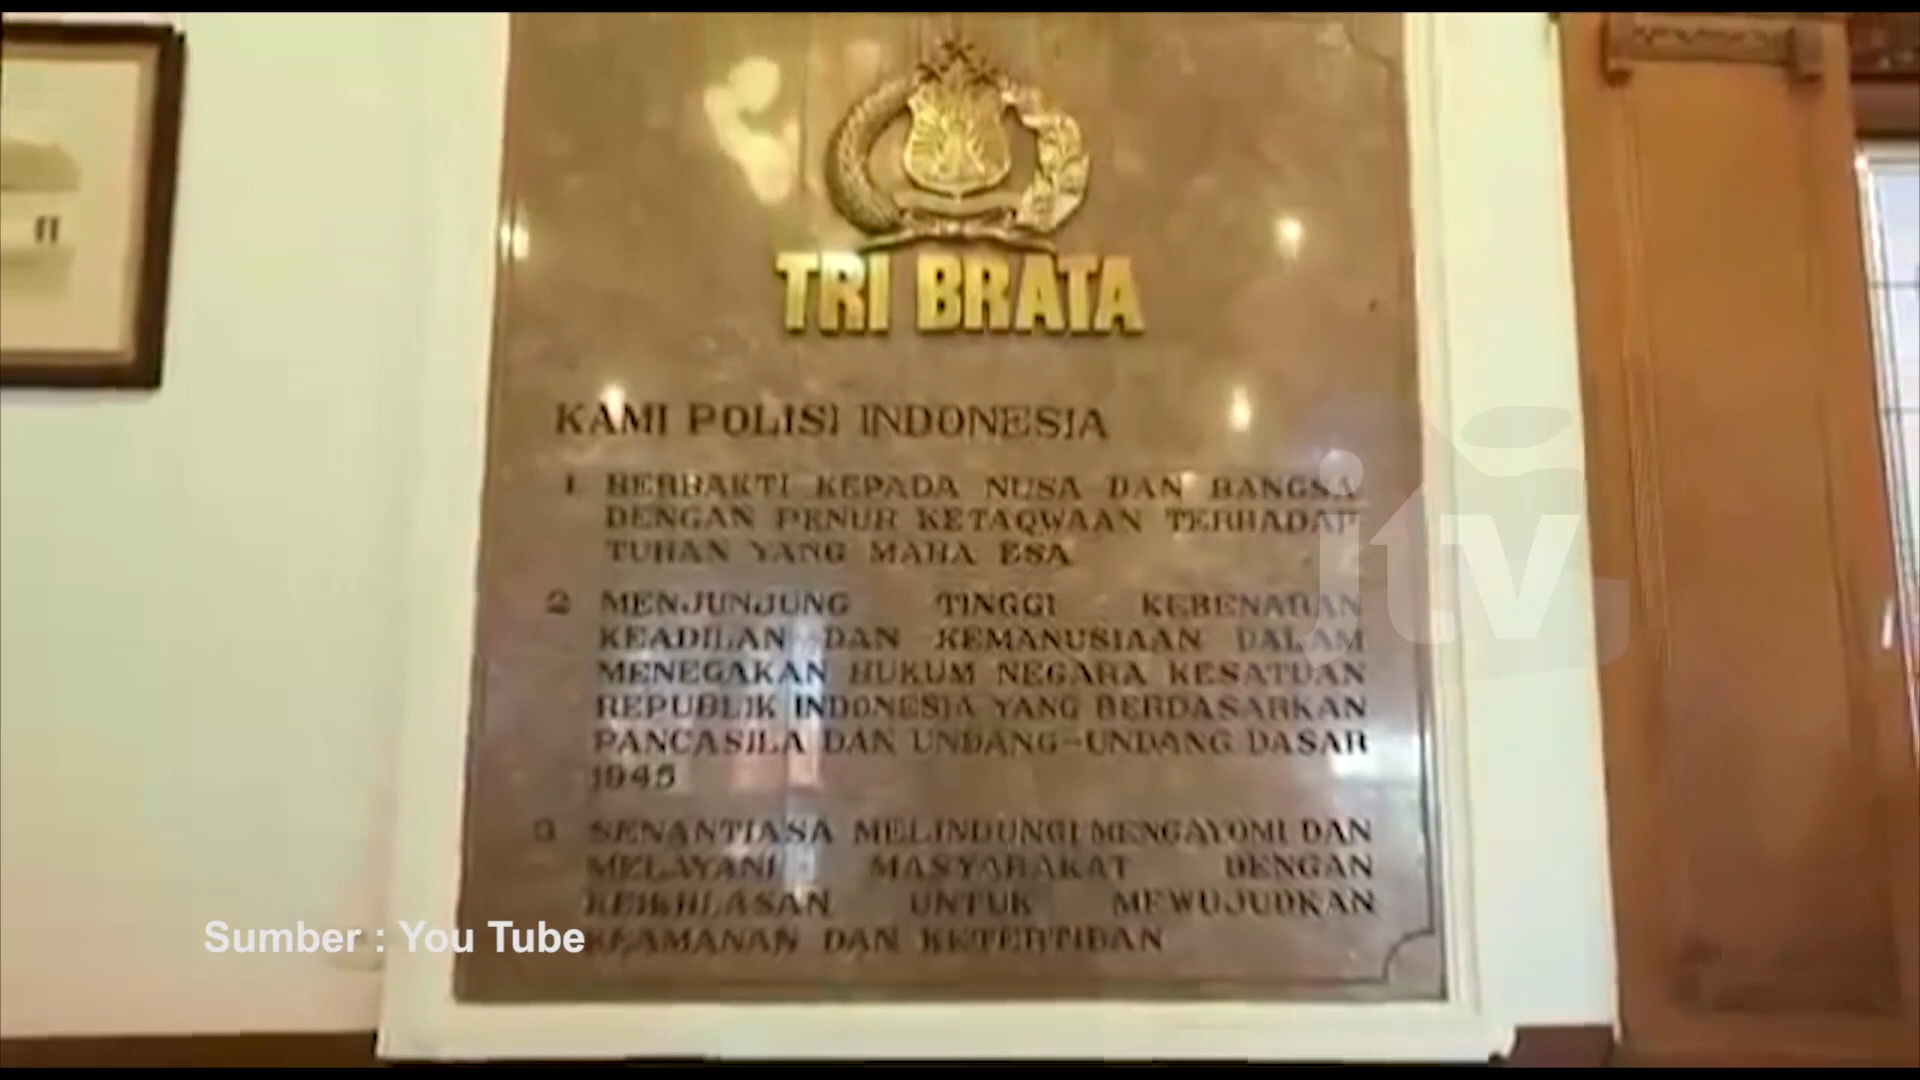 TRI BRATA
KAMI POLISI INDONESIA
1. BERBAKTI KEPADA NUSA DAN BANGSA
DENGAN PENUH KETAQWAAN TERHADAP
TUHAN YANG MAHA ESA
2 MENJUNJUNG TINGGI KEBENARAN
KEADILAN DAN KEMANUSIAAN DALAM
MENEGAKAN HUKUM NEGARA KESATUAN
REPUBLIK INDONESIA YANG BERDASARKAN
PANCASILA DAN UNDANG-UNDANG DASAR
1945
3 SENANTIASA MELINDUNGI MENGAYOMI DAN
MELAYANI MASYARAKAT DENGAN
KEIKHLASAN UNTUK MEWUJUDKAN
KEAMANAN DAN KETERTIBAN
Sumber : You Tube
itv